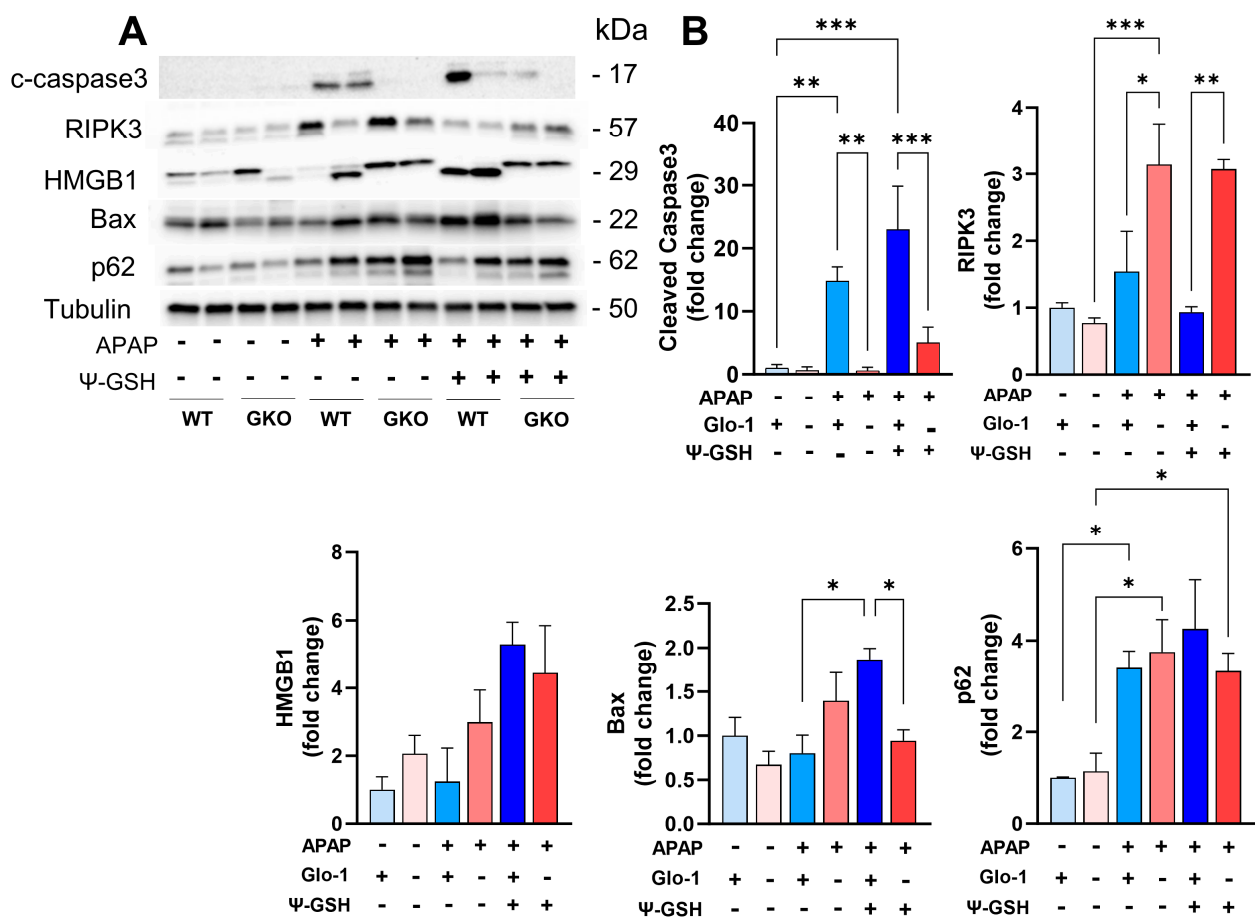 A
kDa
c-caspase3
- 17
RIPK3
- 57
HMGB1
- 29
Bax
- 22
p62
- 62
Tubulin
- 50
APAP - - - - + + + + + + + +
Ψ-GSH - - - - - - - - + + + +
WT GKO WT GKO WT GKO
B
***
**
**
***
Cleaved Caspase3
(fold change)
40
30
20
10
0
APAP - - + + + +
Glo-1 + - + - + -
Ψ-GSH - - - - + +
***
*
**
RIPK3
(fold change)
4
3
2
1
0
APAP - - + + + +
Glo-1 + - + - + -
Ψ-GSH - - - - + +
HMGB1
(fold change)
8
6
4
2
0
APAP - - + + + +
Glo-1 + - + - + -
Ψ-GSH - - - - + +
*
*
Bax
(fold change)
2.5
2.0
1.5
1.0
0.5
0.0
APAP - - + + + +
Glo-1 + - + - + -
Ψ-GSH - - - - + +
*
*
*
p62
(fold change)
6
4
2
0
APAP - - + + + +
Glo-1 + - + - + -
Ψ-GSH - - - - + +